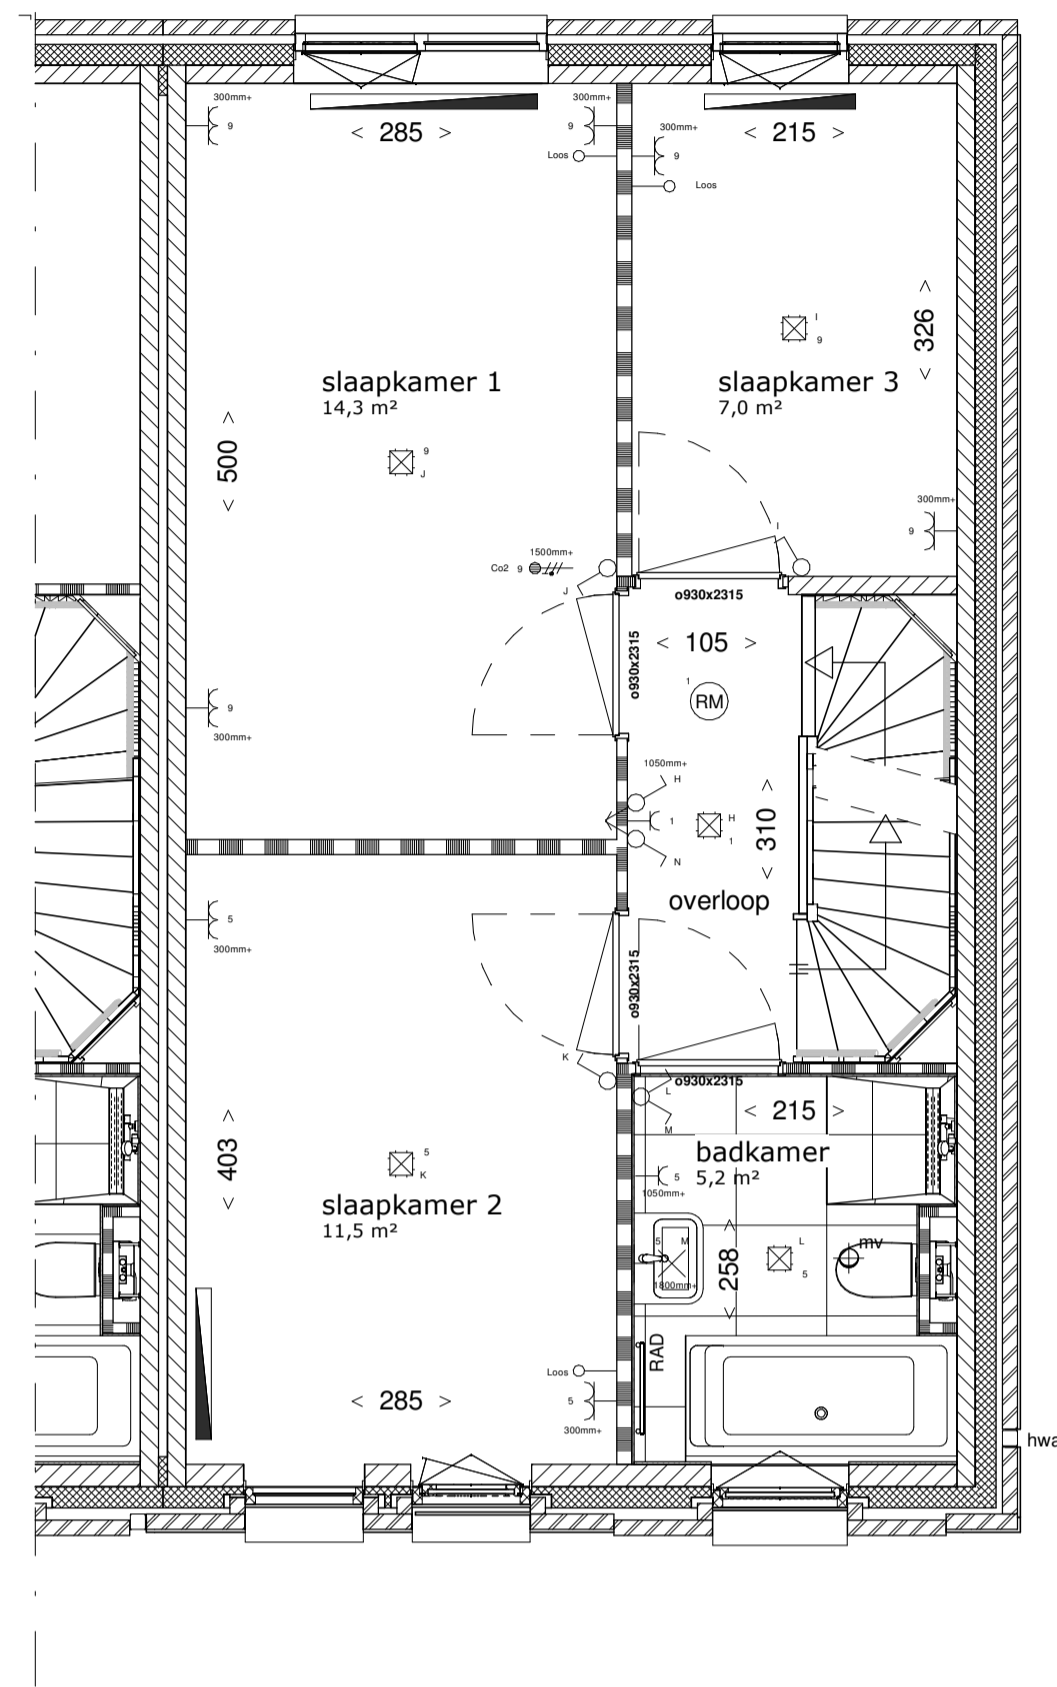 300mm+
9
< 285 >
300mm+
9
Loos
300mm+
9
Loos
< 215 >
I
9
< 326 >
slaapkamer 1
14,3 m²
slaapkamer 3
7,0 m²
< 500 >
9
J
300mm+
9
I
1500mm+
Co2 9
J
o930x2315
< 105 >
o930x2315
1
RM
9
300mm+
1050mm+
H
1
N
H
1
< 310 >
overloop
5
300mm+
o930x2315
K
o930x2315
L
M
< 215 >
badkamer
5,2 m²
5
1050mm+
< 403 >
5
K
slaapkamer 2
11,5 m²
5 M
1800mm+
< 258 >
L
5
mv
RAD
Loos
5
300mm+
< 285 >
hwa